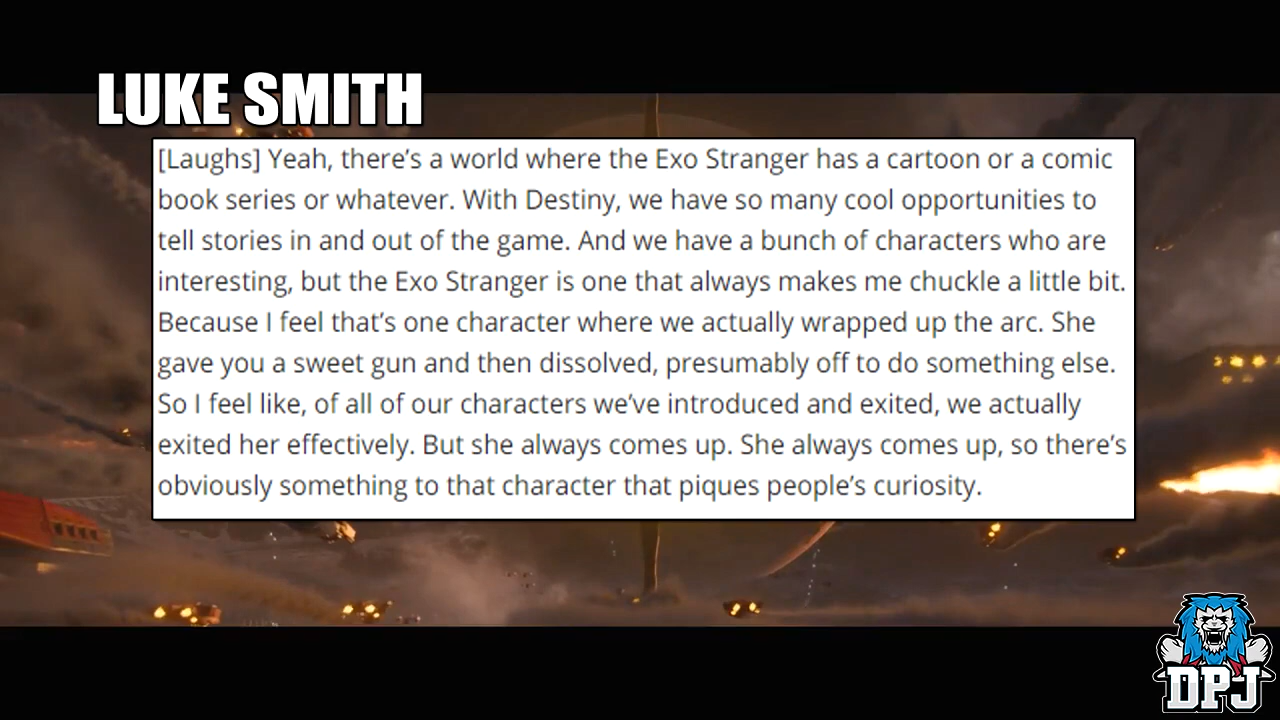 LUKE SMITH
[Laughs] Yeah, there’s a world where the Exo Stranger has a cartoon or a comic
book series or whatever. With Destiny, we have so many cool opportunities to
tell stories in and out of the game. And we have a bunch of characters who are
interesting, but the Exo Stranger is one that always makes me chuckle a little bit.
Because I feel that’s one character where we actually wrapped up the arc. She
gave you a sweet gun and then dissolved, presumably off to do something else.
So I feel like, of all of our characters we’ve introduced and exited, we actually
exited her effectively. But she always comes up. She always comes up, so there’s
obviously something to that character that piques people’s curiosity.
DPJ